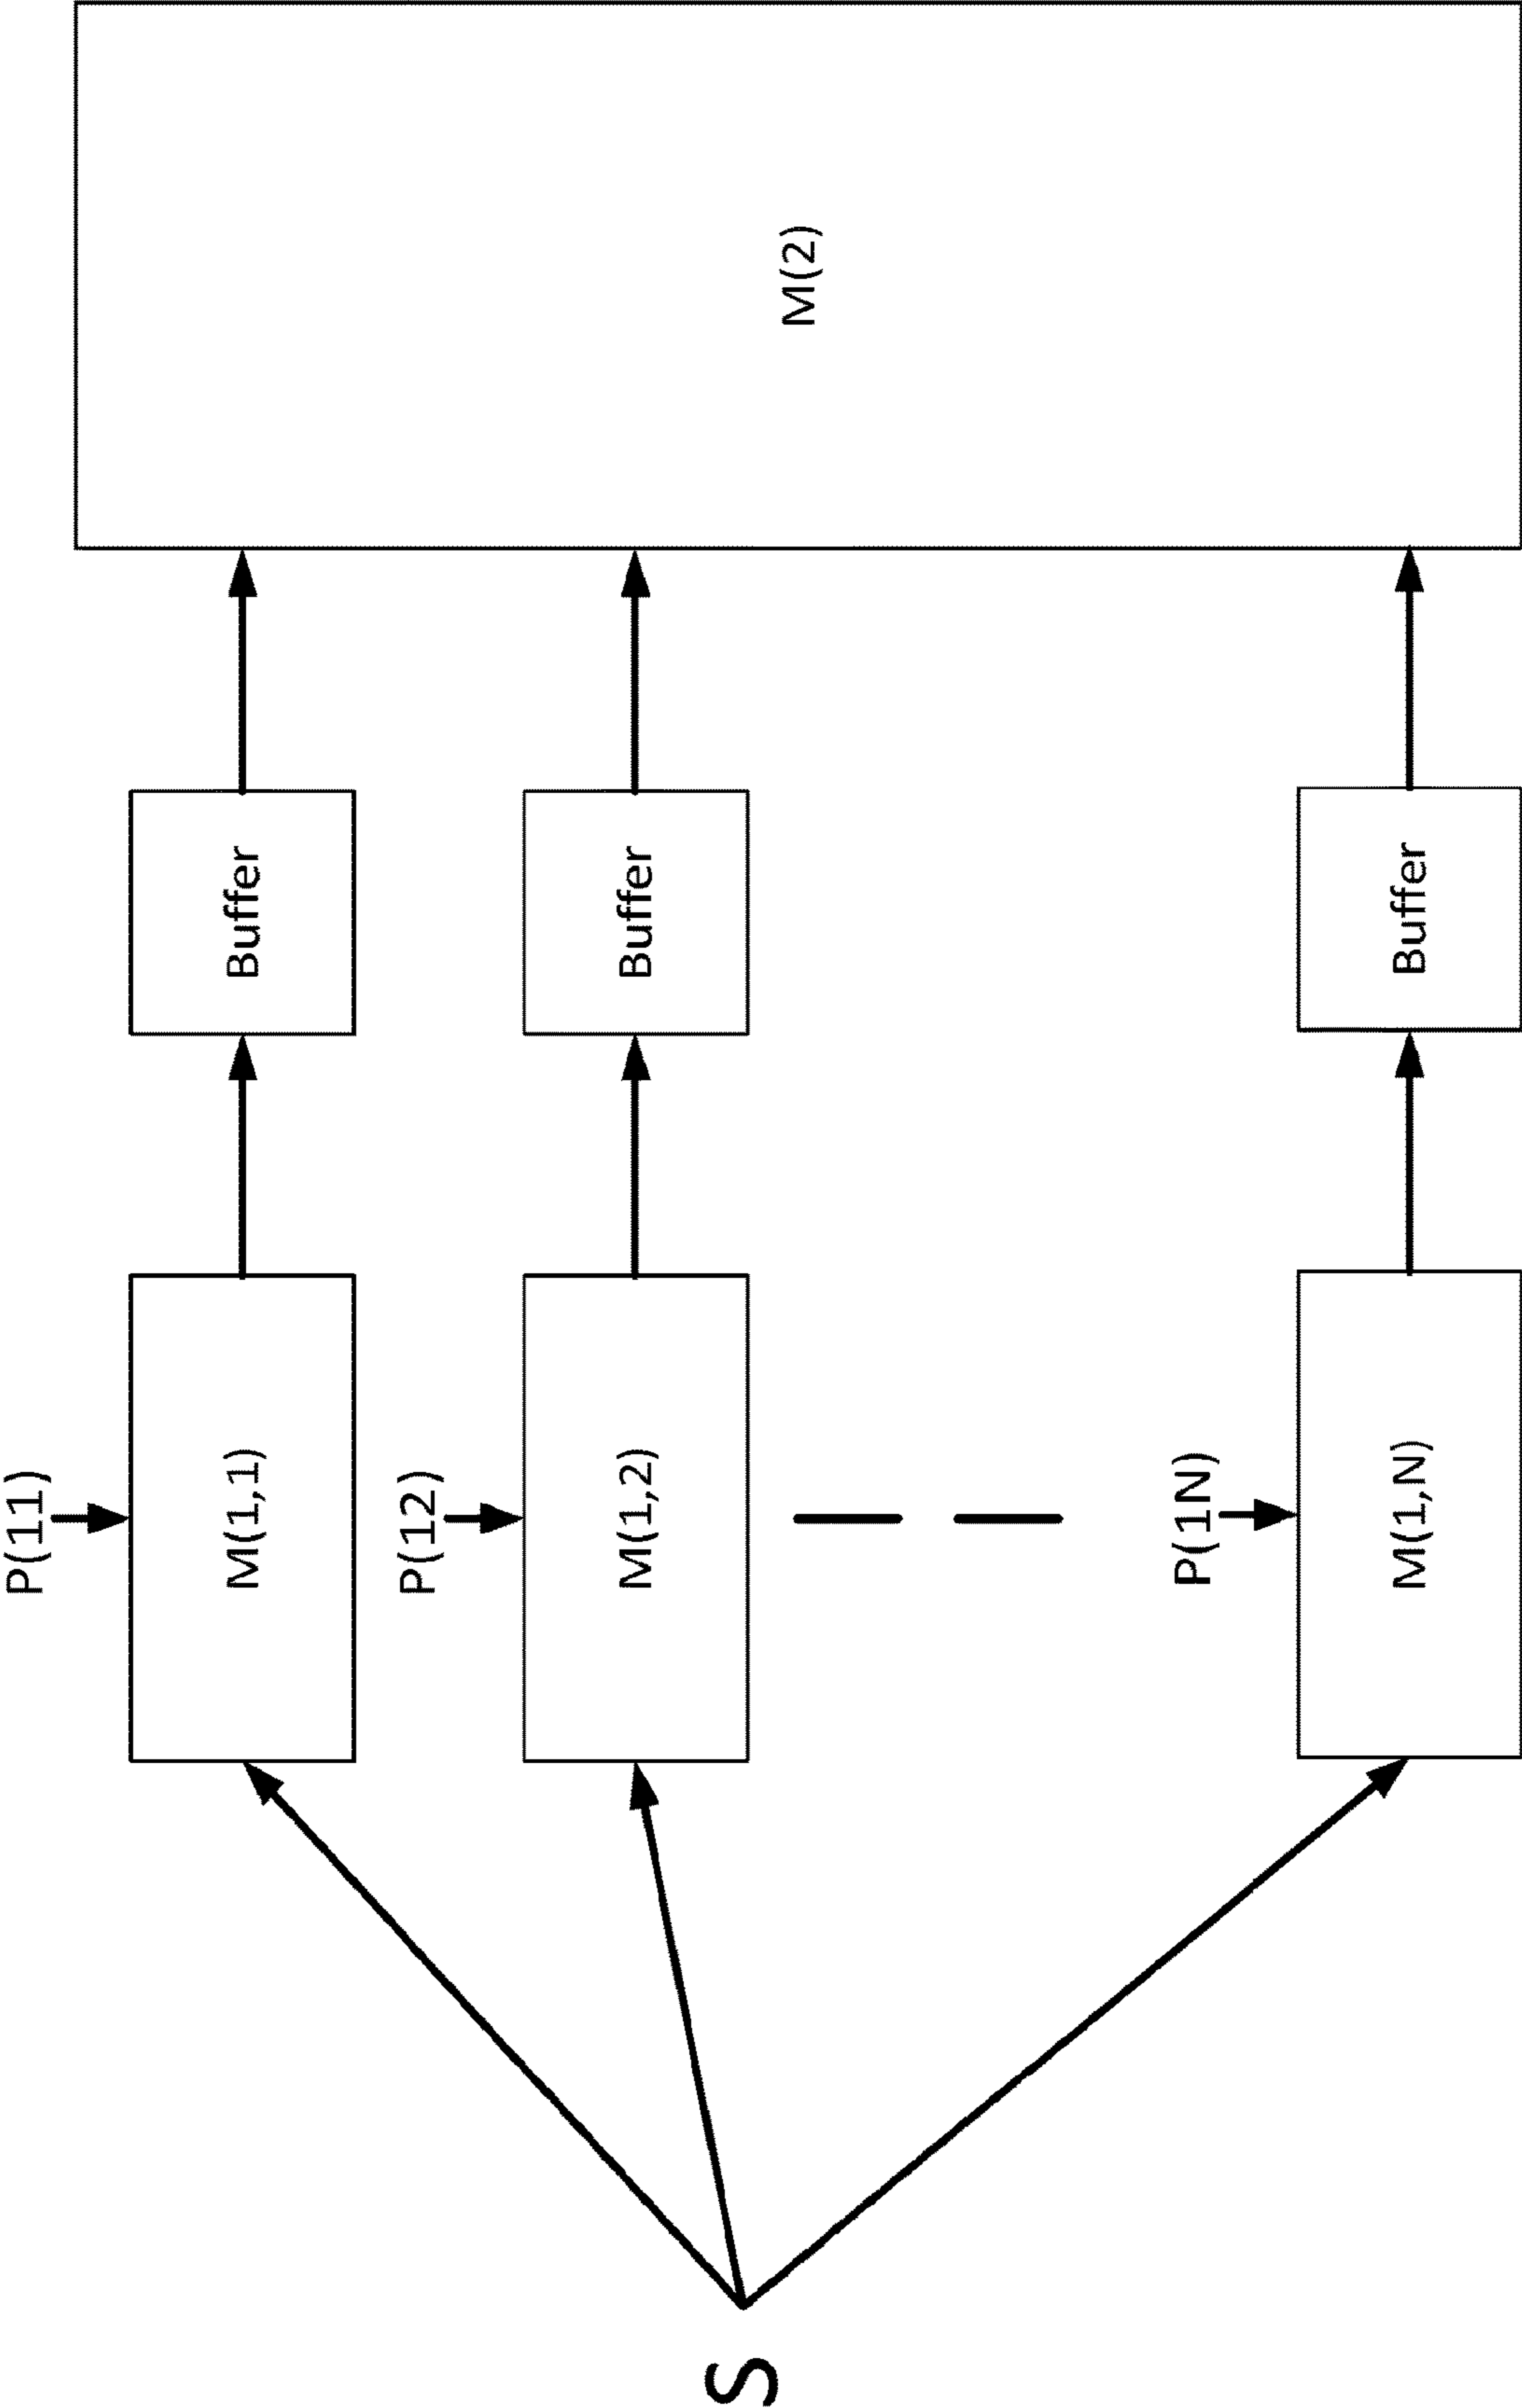 P(11)
M(1,1)
Buffer
P(12)
M(1,2)
Buffer
S
M(2)
P(1N)
M(1,N)
Buffer